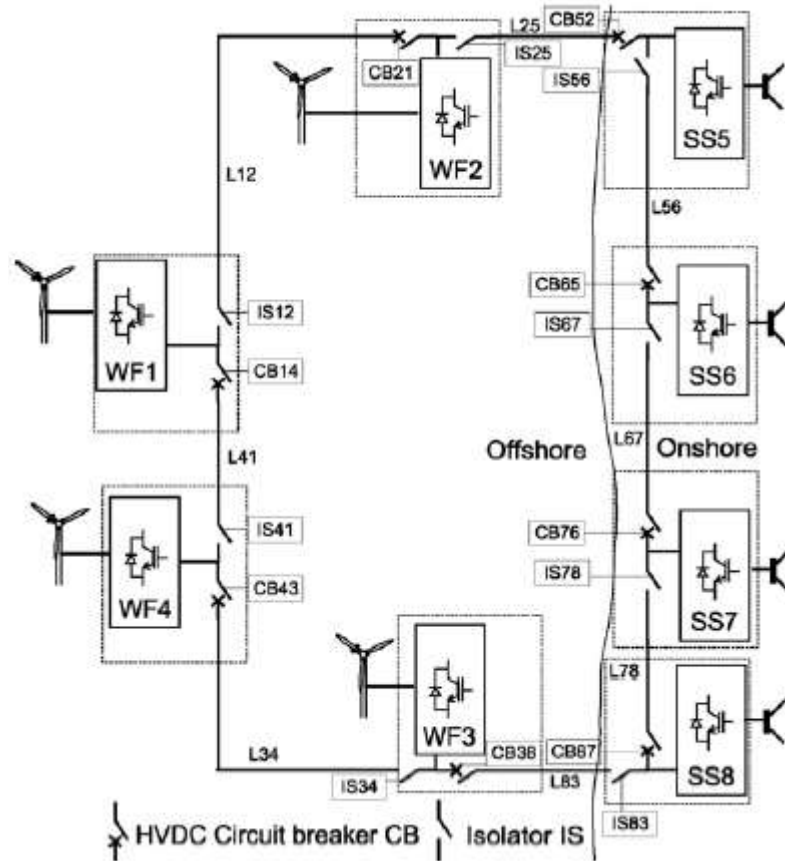 L25
CB52
CB21
IS25
IS56
WF2
SS5
L12
L56
IS12
CB65
IS67
WF1
CB14
SS6
L41
L67
Offshore
Onshore
IS41
CB76
IS78
WF4
CB43
SS7
L78
WF3
CB38
CB87
L34
IS34
L83
SS8
IS83
HVDC Circuit breaker CB
Isolator IS